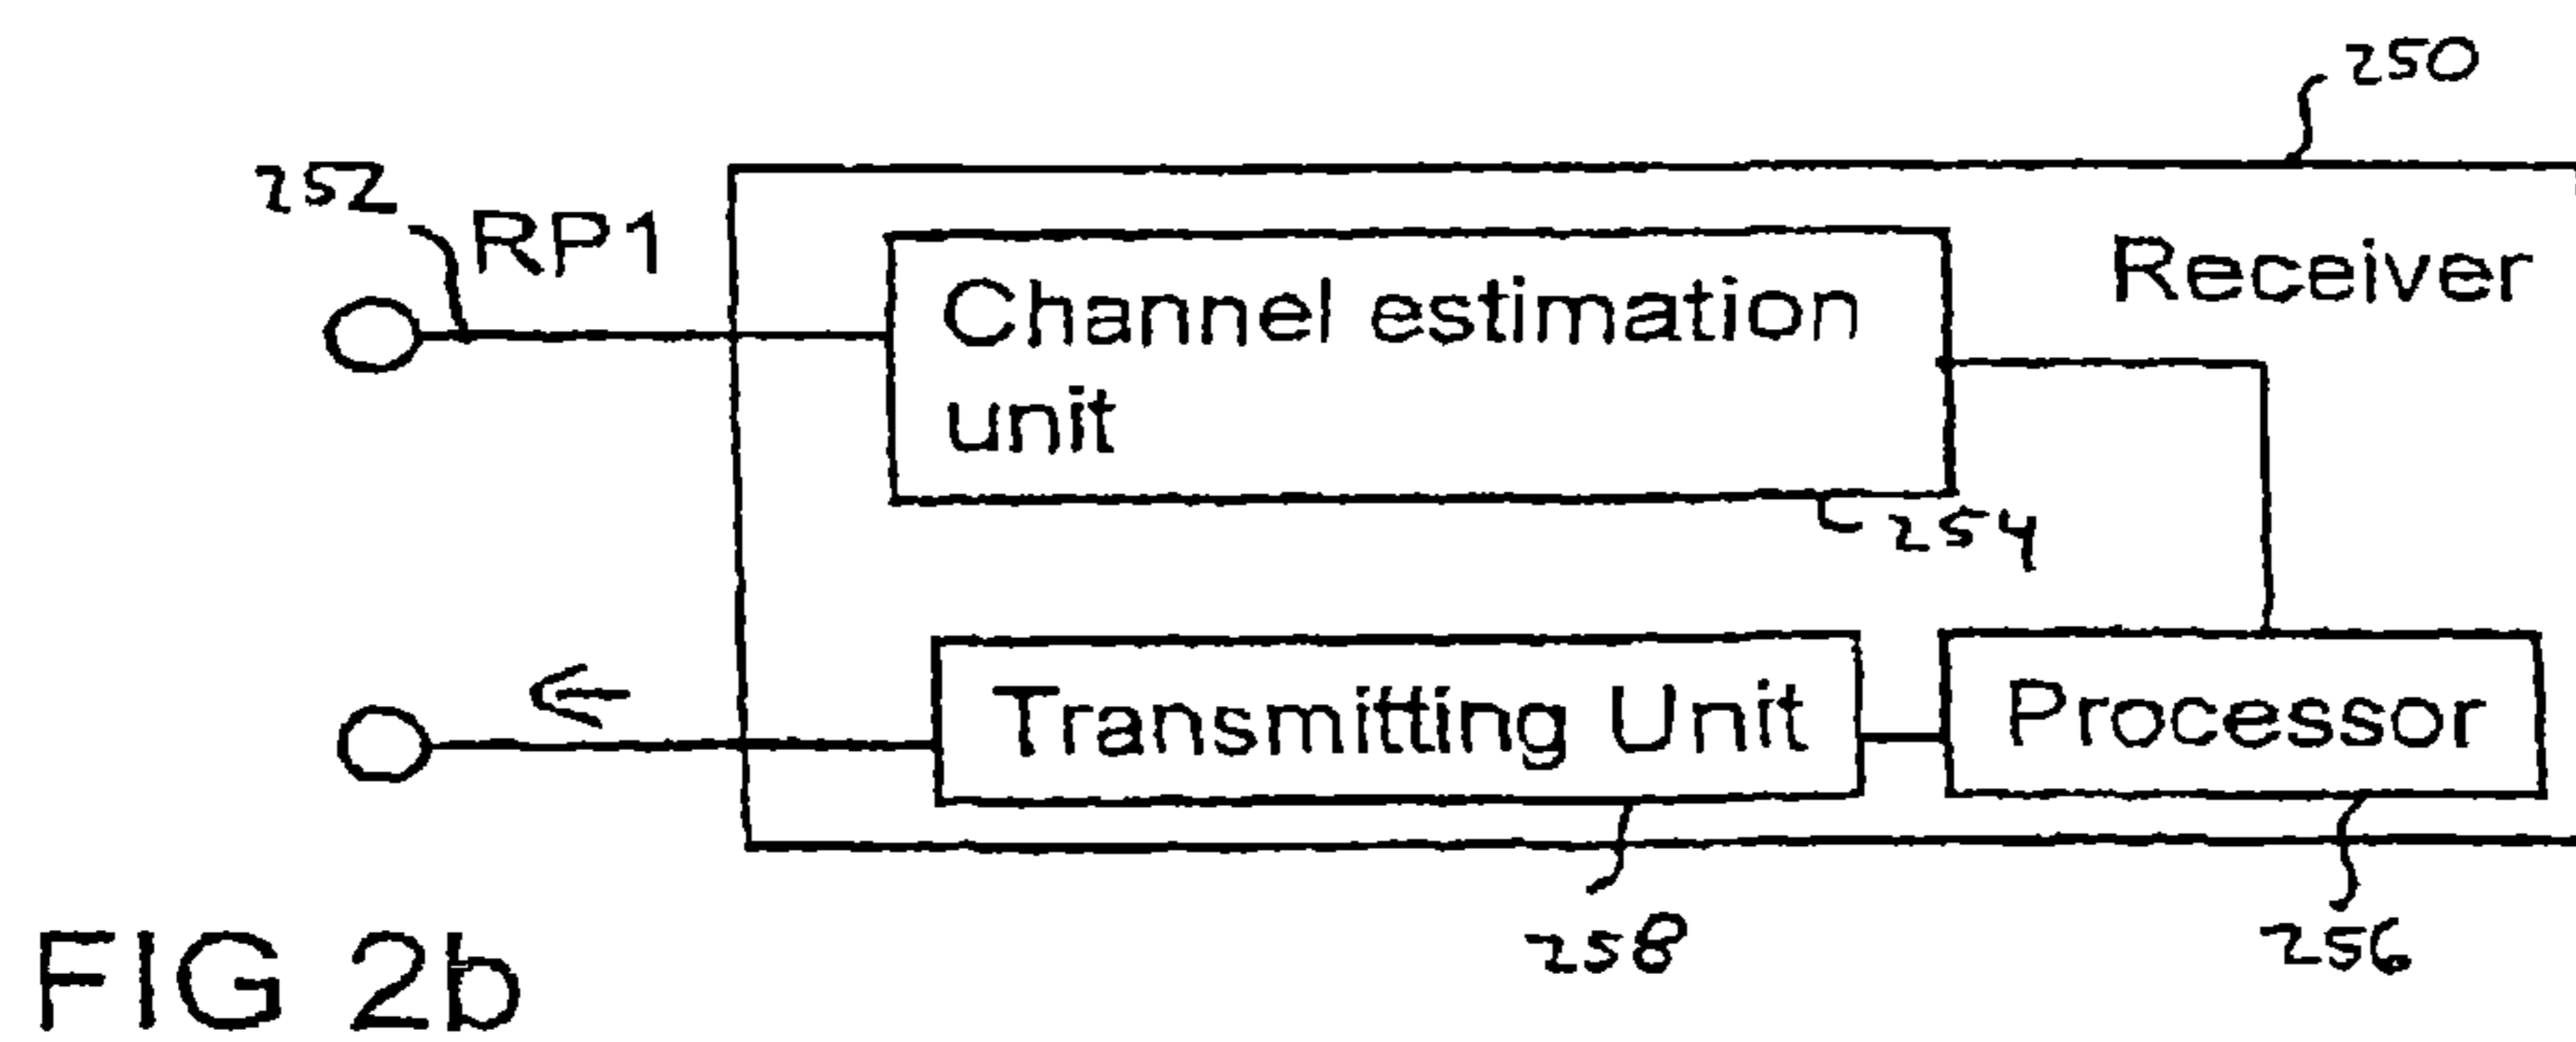 250
252
RP1
Receiver
Channel estimation
unit
254
Transmitting Unit
Processor
258
256
FIG 2b